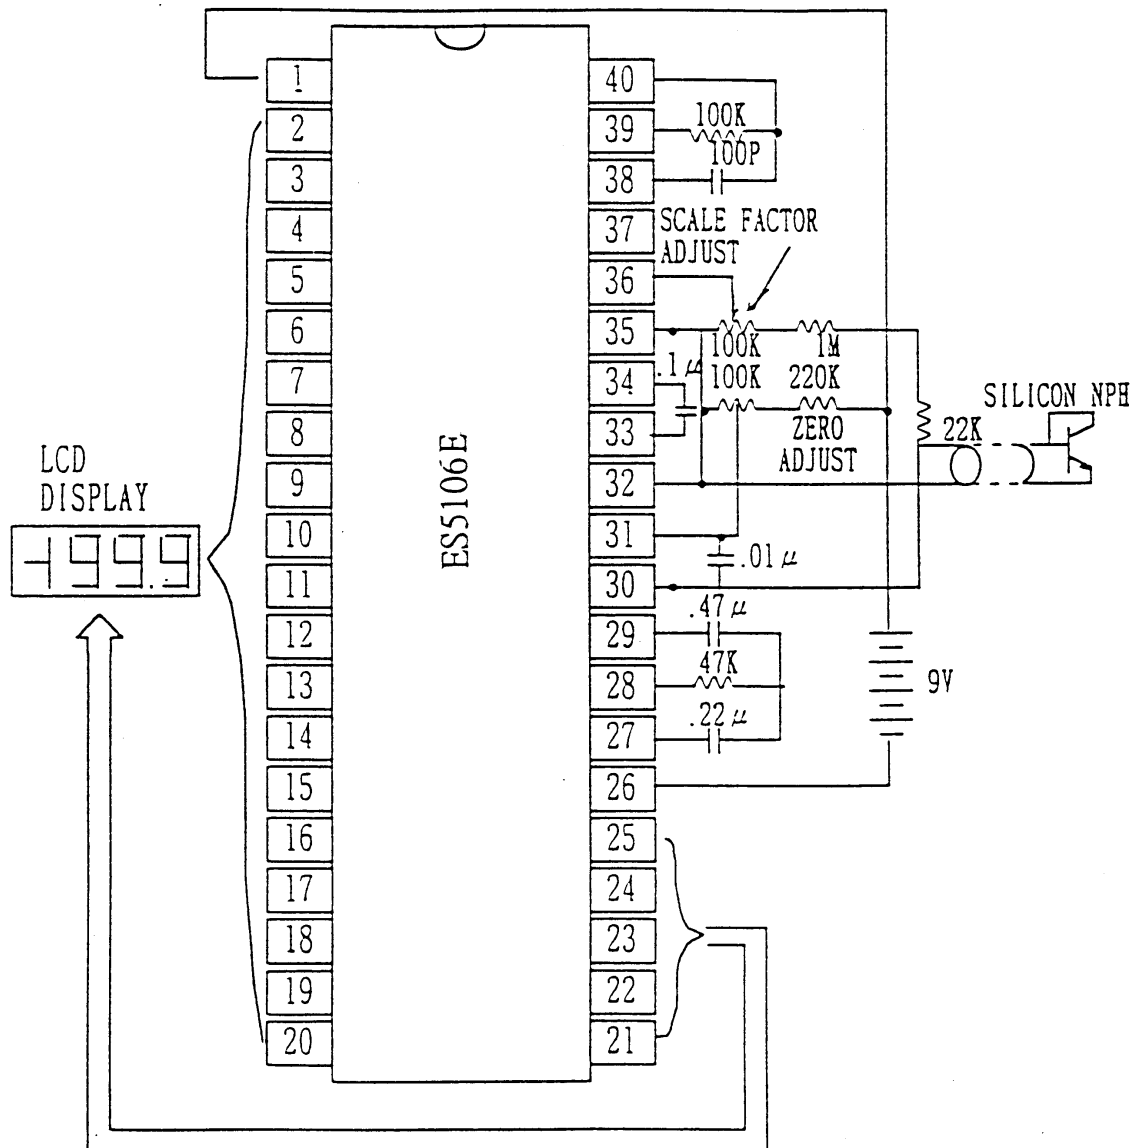 1
2
3
4
5
6
7
8
9
10
11
12
13
14
15
16
17
18
19
20
ES5106E
40
39
38
37
36
35
34
33
32
31
30
29
28
27
26
25
24
23
22
21
100K
100P
SCALE FACTOR
ADJUST
100K
1M
.1μ
100K
220K
ZERO
ADJUST
22K
SILICON NPH
.01μ
.47μ
47K
.22μ
9V
LCD
DISPLAY
-199.9